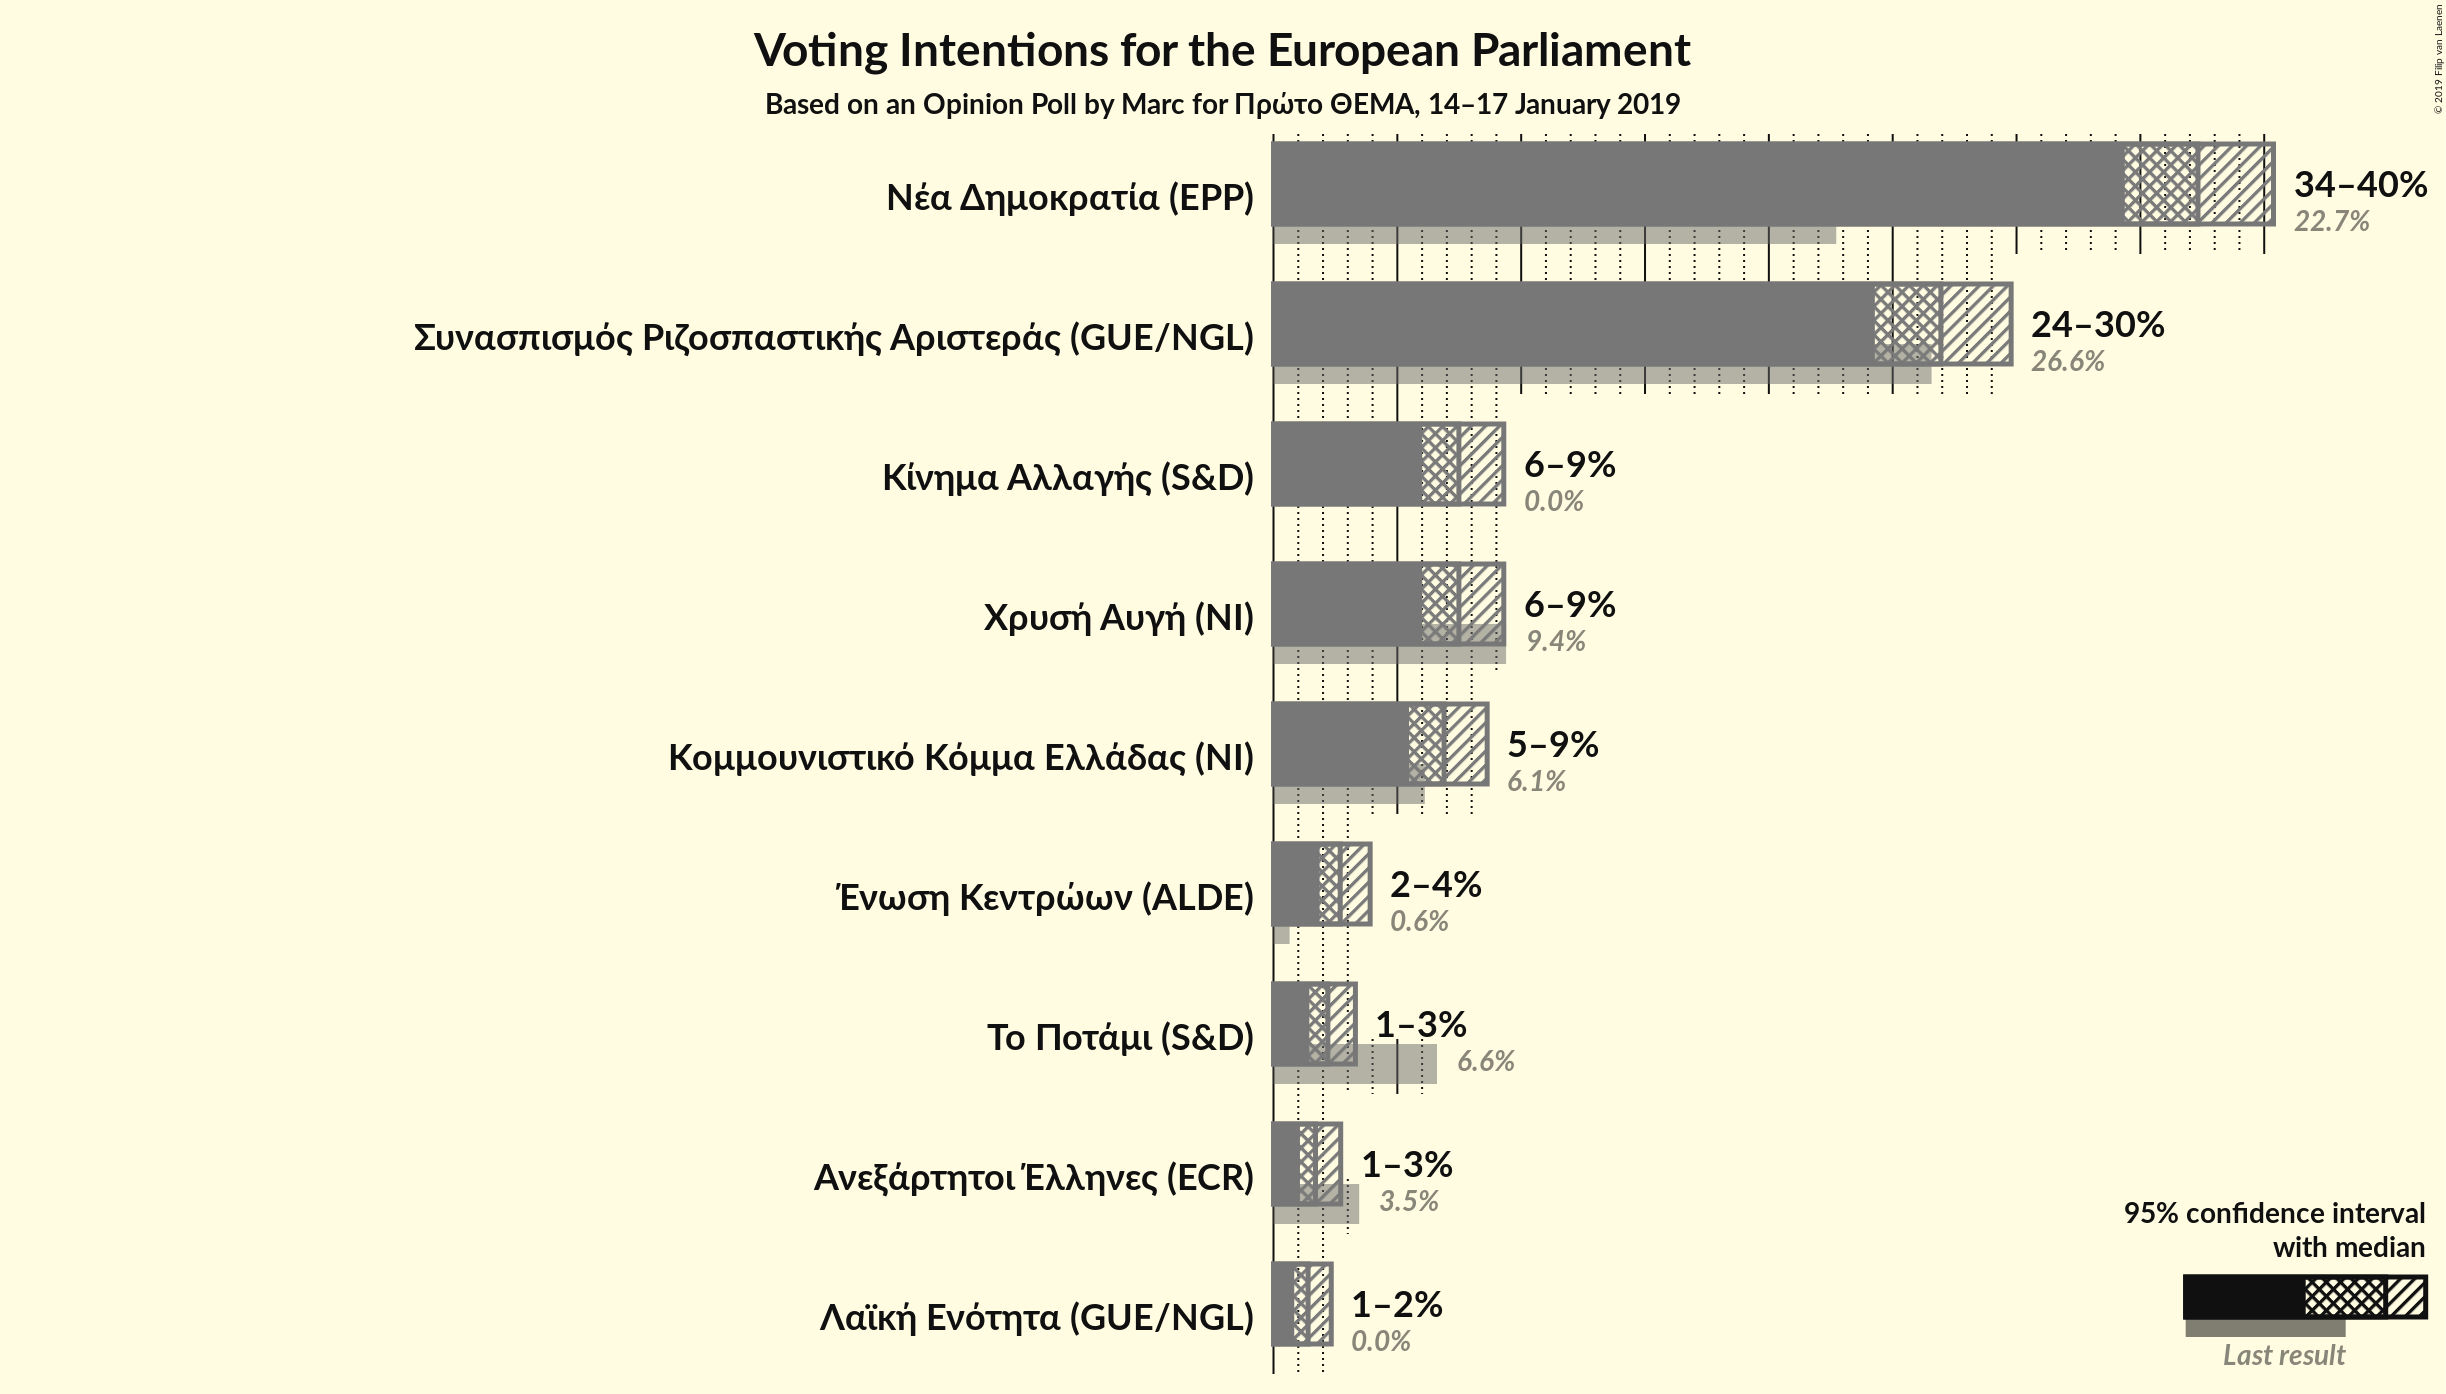 Voting Intentions for the European Parliament
Based on an Opinion Poll by Marc for Πρώτο ΘΕΜΑ, 14–17 January 2019
© 2019 Filip van Laenen
Νέα Δημοκρατία (EPP)
34–40%
22.7%
Συνασπισμός Ριζοσπαστικής Αριστεράς (GUE/NGL)
24–30%
26.6%
Κίνημα Αλλαγής (S&D)
6–9%
0.0%
Χρυσή Αυγή (NI)
6–9%
9.4%
Κομμουνιστικό Κόμμα Ελλάδας (NI)
5–9%
6.1%
Ένωση Κεντρώων (ALDE)
2–4%
0.6%
Το Ποτάμι (S&D)
1–3%
6.6%
Ανεξάρτητοι Έλληνες (ECR)
1–3%
3.5%
Λαϊκή Ενότητα (GUE/NGL)
1–2%
0.0%
95% confidence interval
with median
Last result